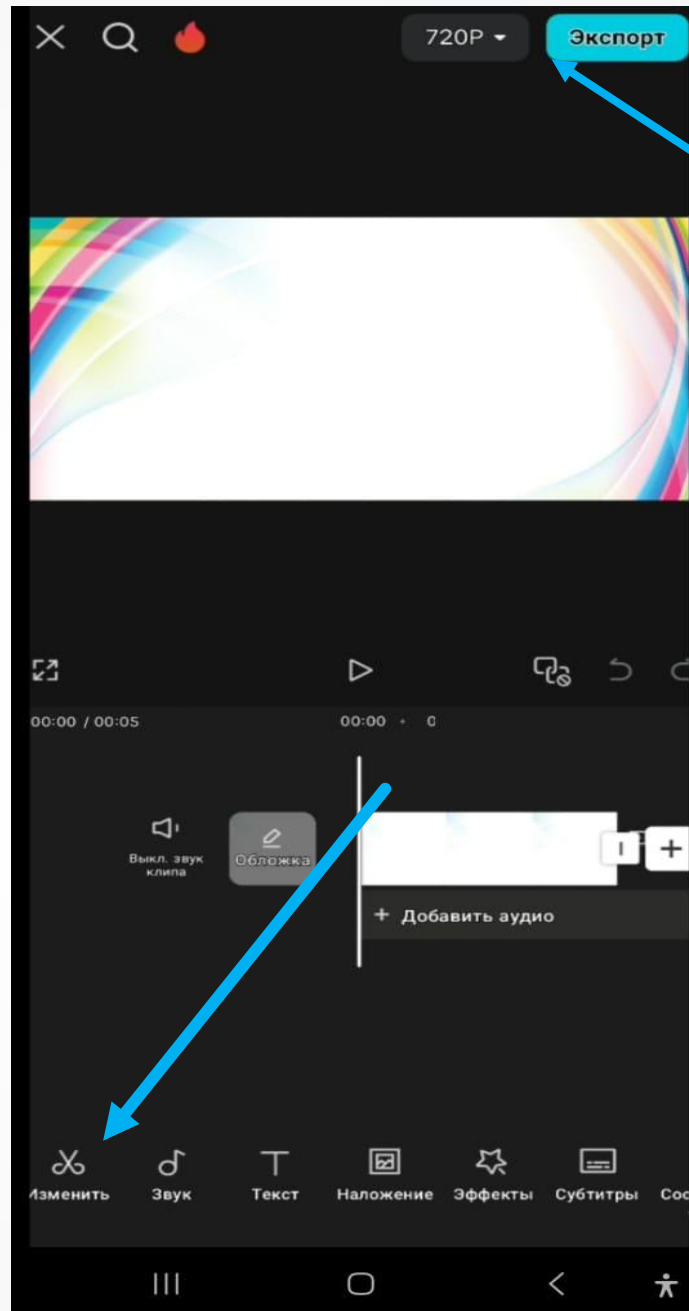 720P
Экспорт
00:00 / 00:05
00:00
Выкл. звук
клипа
Обложка
+ Добавить аудио
Изменить
Звук
Текст
Наложение
Эффекты
Субтитры